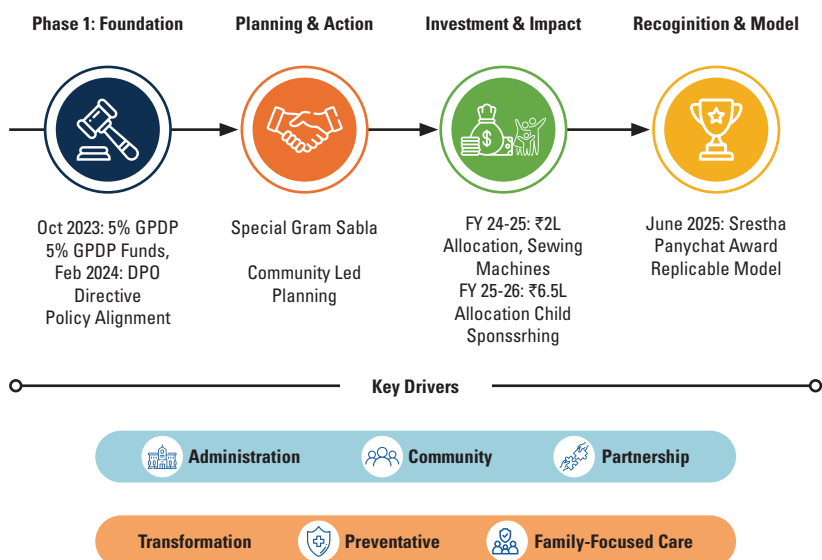 Phase 1: Foundation
Planning & Action
Investment & Impact
Recoginition & Model
$
Oct 2023: 5% GPDP
5% GPDP Funds,
Feb 2024: DPO
Directive
Policy Alignment
Special Gram Sabla
Community Led
Planning
FY 24-25: ₹2L
Allocation, Sewing
Machines
FY 25-26: ₹6.5L
Allocation Child
Sponssrhing
June 2025: Srestha
Panychat Award
Replicable Model
Key Drivers
Administration
Community
Partnership
Transformation
Preventative
Family-Focused Care